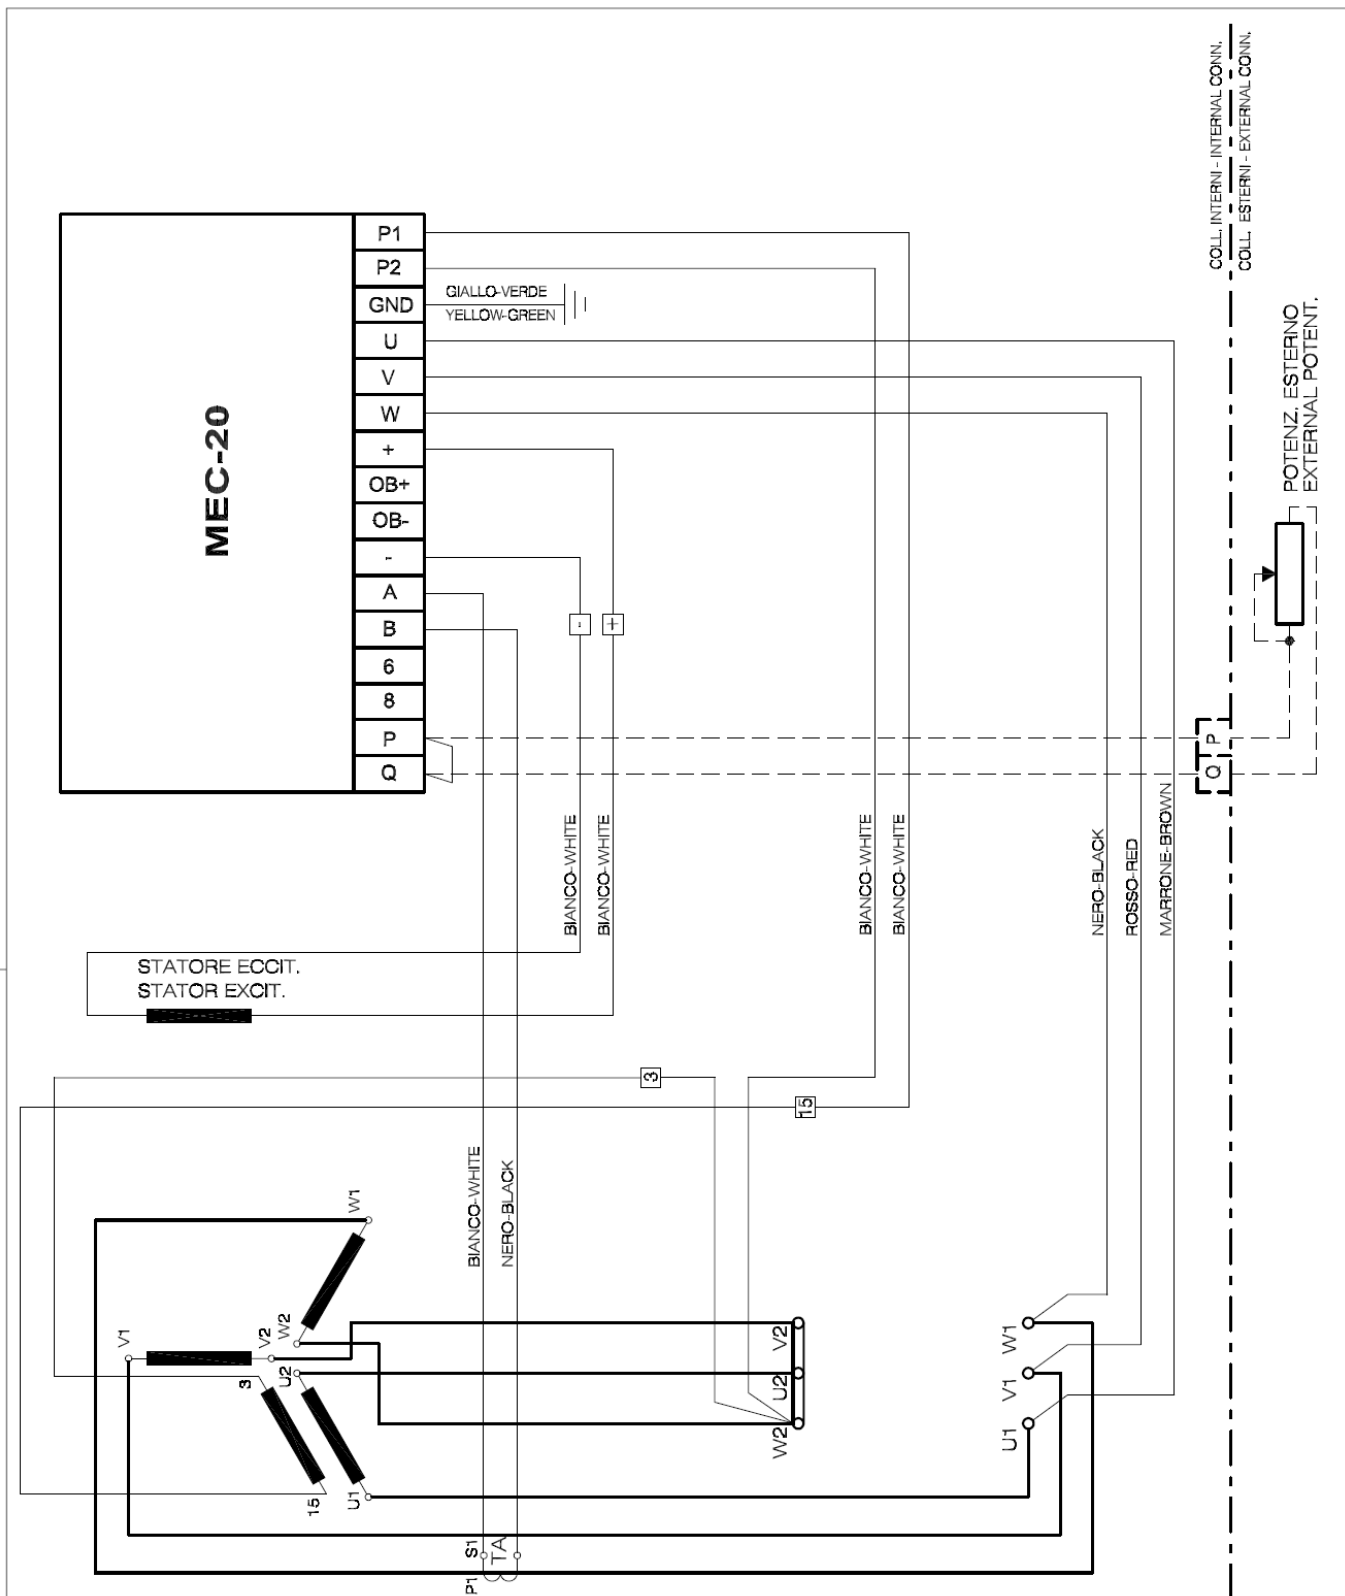 COLL. INTERNI - INTERNAL CONN.
COLL. ESTERNI - EXTERNAL CONN.
MEC-20
P1
P2
GND
U
V
W
+
OB+
OB-
-
A
B
6
8
P
Q
GIALLO-VERDE
YELLOW-GREEN
POTENZ. ESTERNO
EXTERNAL POTENT.
-
+
P
Q
BIANCO-WHITE
BIANCO-WHITE
BIANCO-WHITE
BIANCO-WHITE
NERO-BLACK
ROSSO-RED
MARRONE-BROWN
STATORE ECCIT.
STATOR EXCIT.
3
15
BIANCO-WHITE
NERO-BLACK
W1
V1
V2
W2
3
U2
15
U1
V2
U2
W2
W1
V1
U1
P1
S1
TA